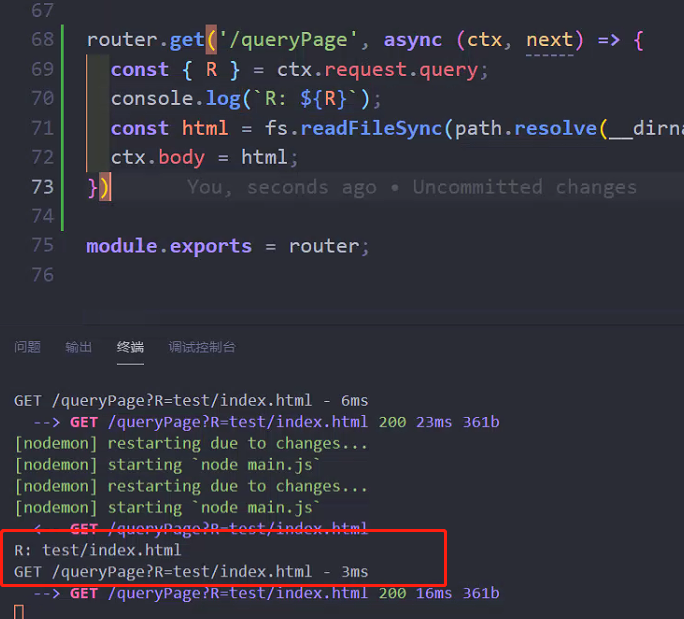 67
68 router.get('/queryPage', async (ctx, next) => {
69 const { R } = ctx.request.query;
70 console.log(`R: ${R}`);
71 const html = fs.readFileSync(path.resolve(__dirna
72 ctx.body = html;
73 }) You, seconds ago • Uncommitted changes
74
75 module.exports = router;
76
问题 输出 终端 调试控制台
GET /queryPage?R=test/index.html - 6ms
--> GET /queryPage?R=test/index.html 200 23ms 361b
[nodemon] restarting due to changes...
[nodemon] starting `node main.js`
[nodemon] restarting due to changes...
[nodemon] starting `node main.js`
<-- GET /queryPage?R=test/index.html
R: test/index.html
GET /queryPage?R=test/index.html - 3ms
--> GET /queryPage?R=test/index.html 200 16ms 361b